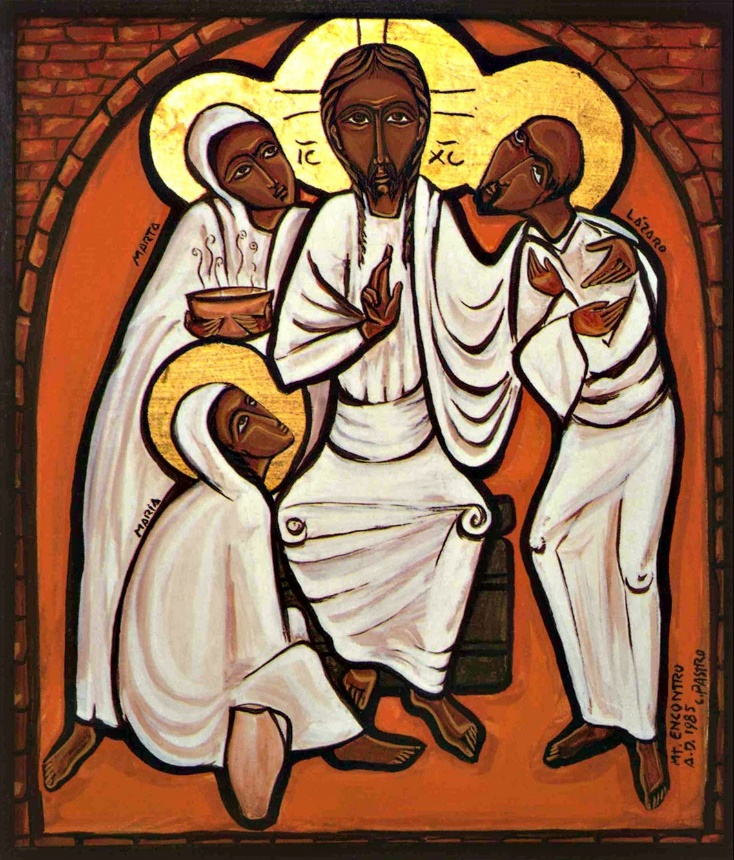 IC XC
MARTA
LÁZARO
MARIA
MT. ENCONTRO
A.D. 1985 C. PASTRO